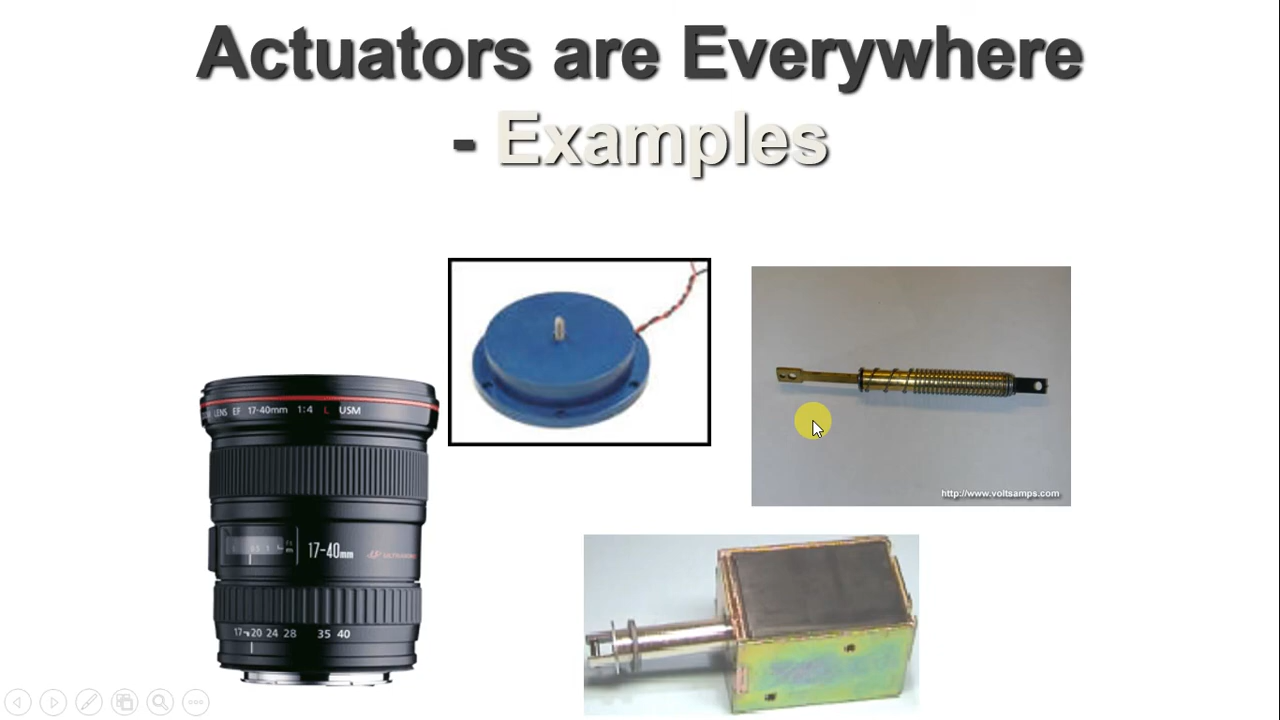 Actuators are Everywhere
- Examples
LENS EF 17-40mm 1:4 L USM
17-40mm
17 20 24 28 35 40
http://www.voltsamps.com